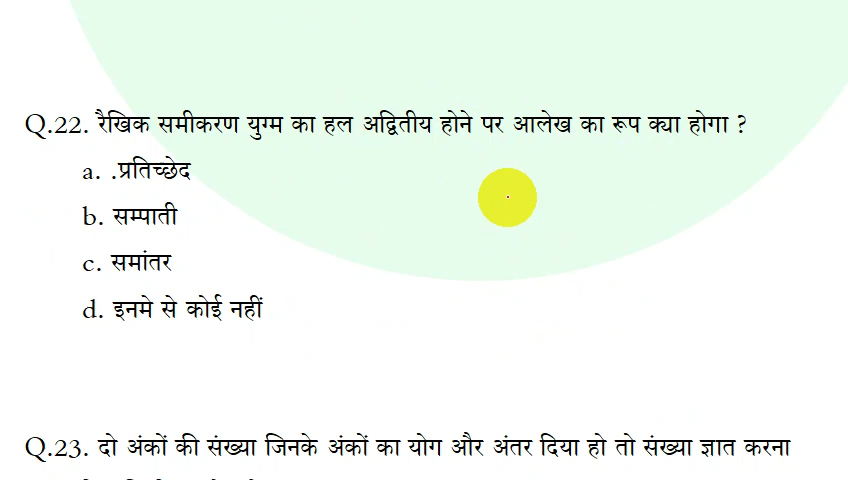 Q.22. रैखिक समीकरण युग्म का हल अद्वितीय होने पर आलेख का रूप क्या होगा ?
a. .प्रतिच्छेद
b. सम्पाती
c. समांतर
d. इनमे से कोई नहीं
Q.23. दो अंकों की संख्या जिनके अंकों का योग और अंतर दिया हो तो संख्या ज्ञात करना